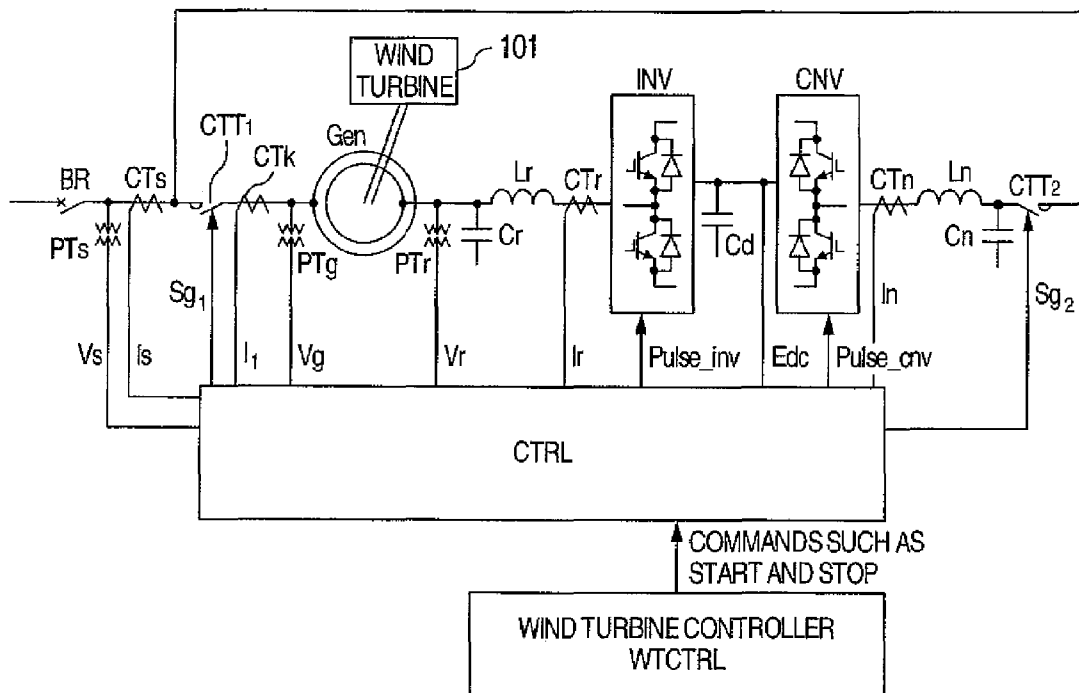 WIND
TURBINE
101
INV
CNV
CTT1
CTk
Gen
BR
CTs
Lr
CTr
CTn
Ln
CTT2
PTs
PTg
PTr
Cr
Cd
Cn
Sg1
Vs
Is
I1
Vg
Vr
Ir
Pulse_inv
Edc
Pulse_cnv
In
Sg2
CTRL
COMMANDS SUCH AS
START AND STOP
WIND TURBINE CONTROLLER
WTCTRL